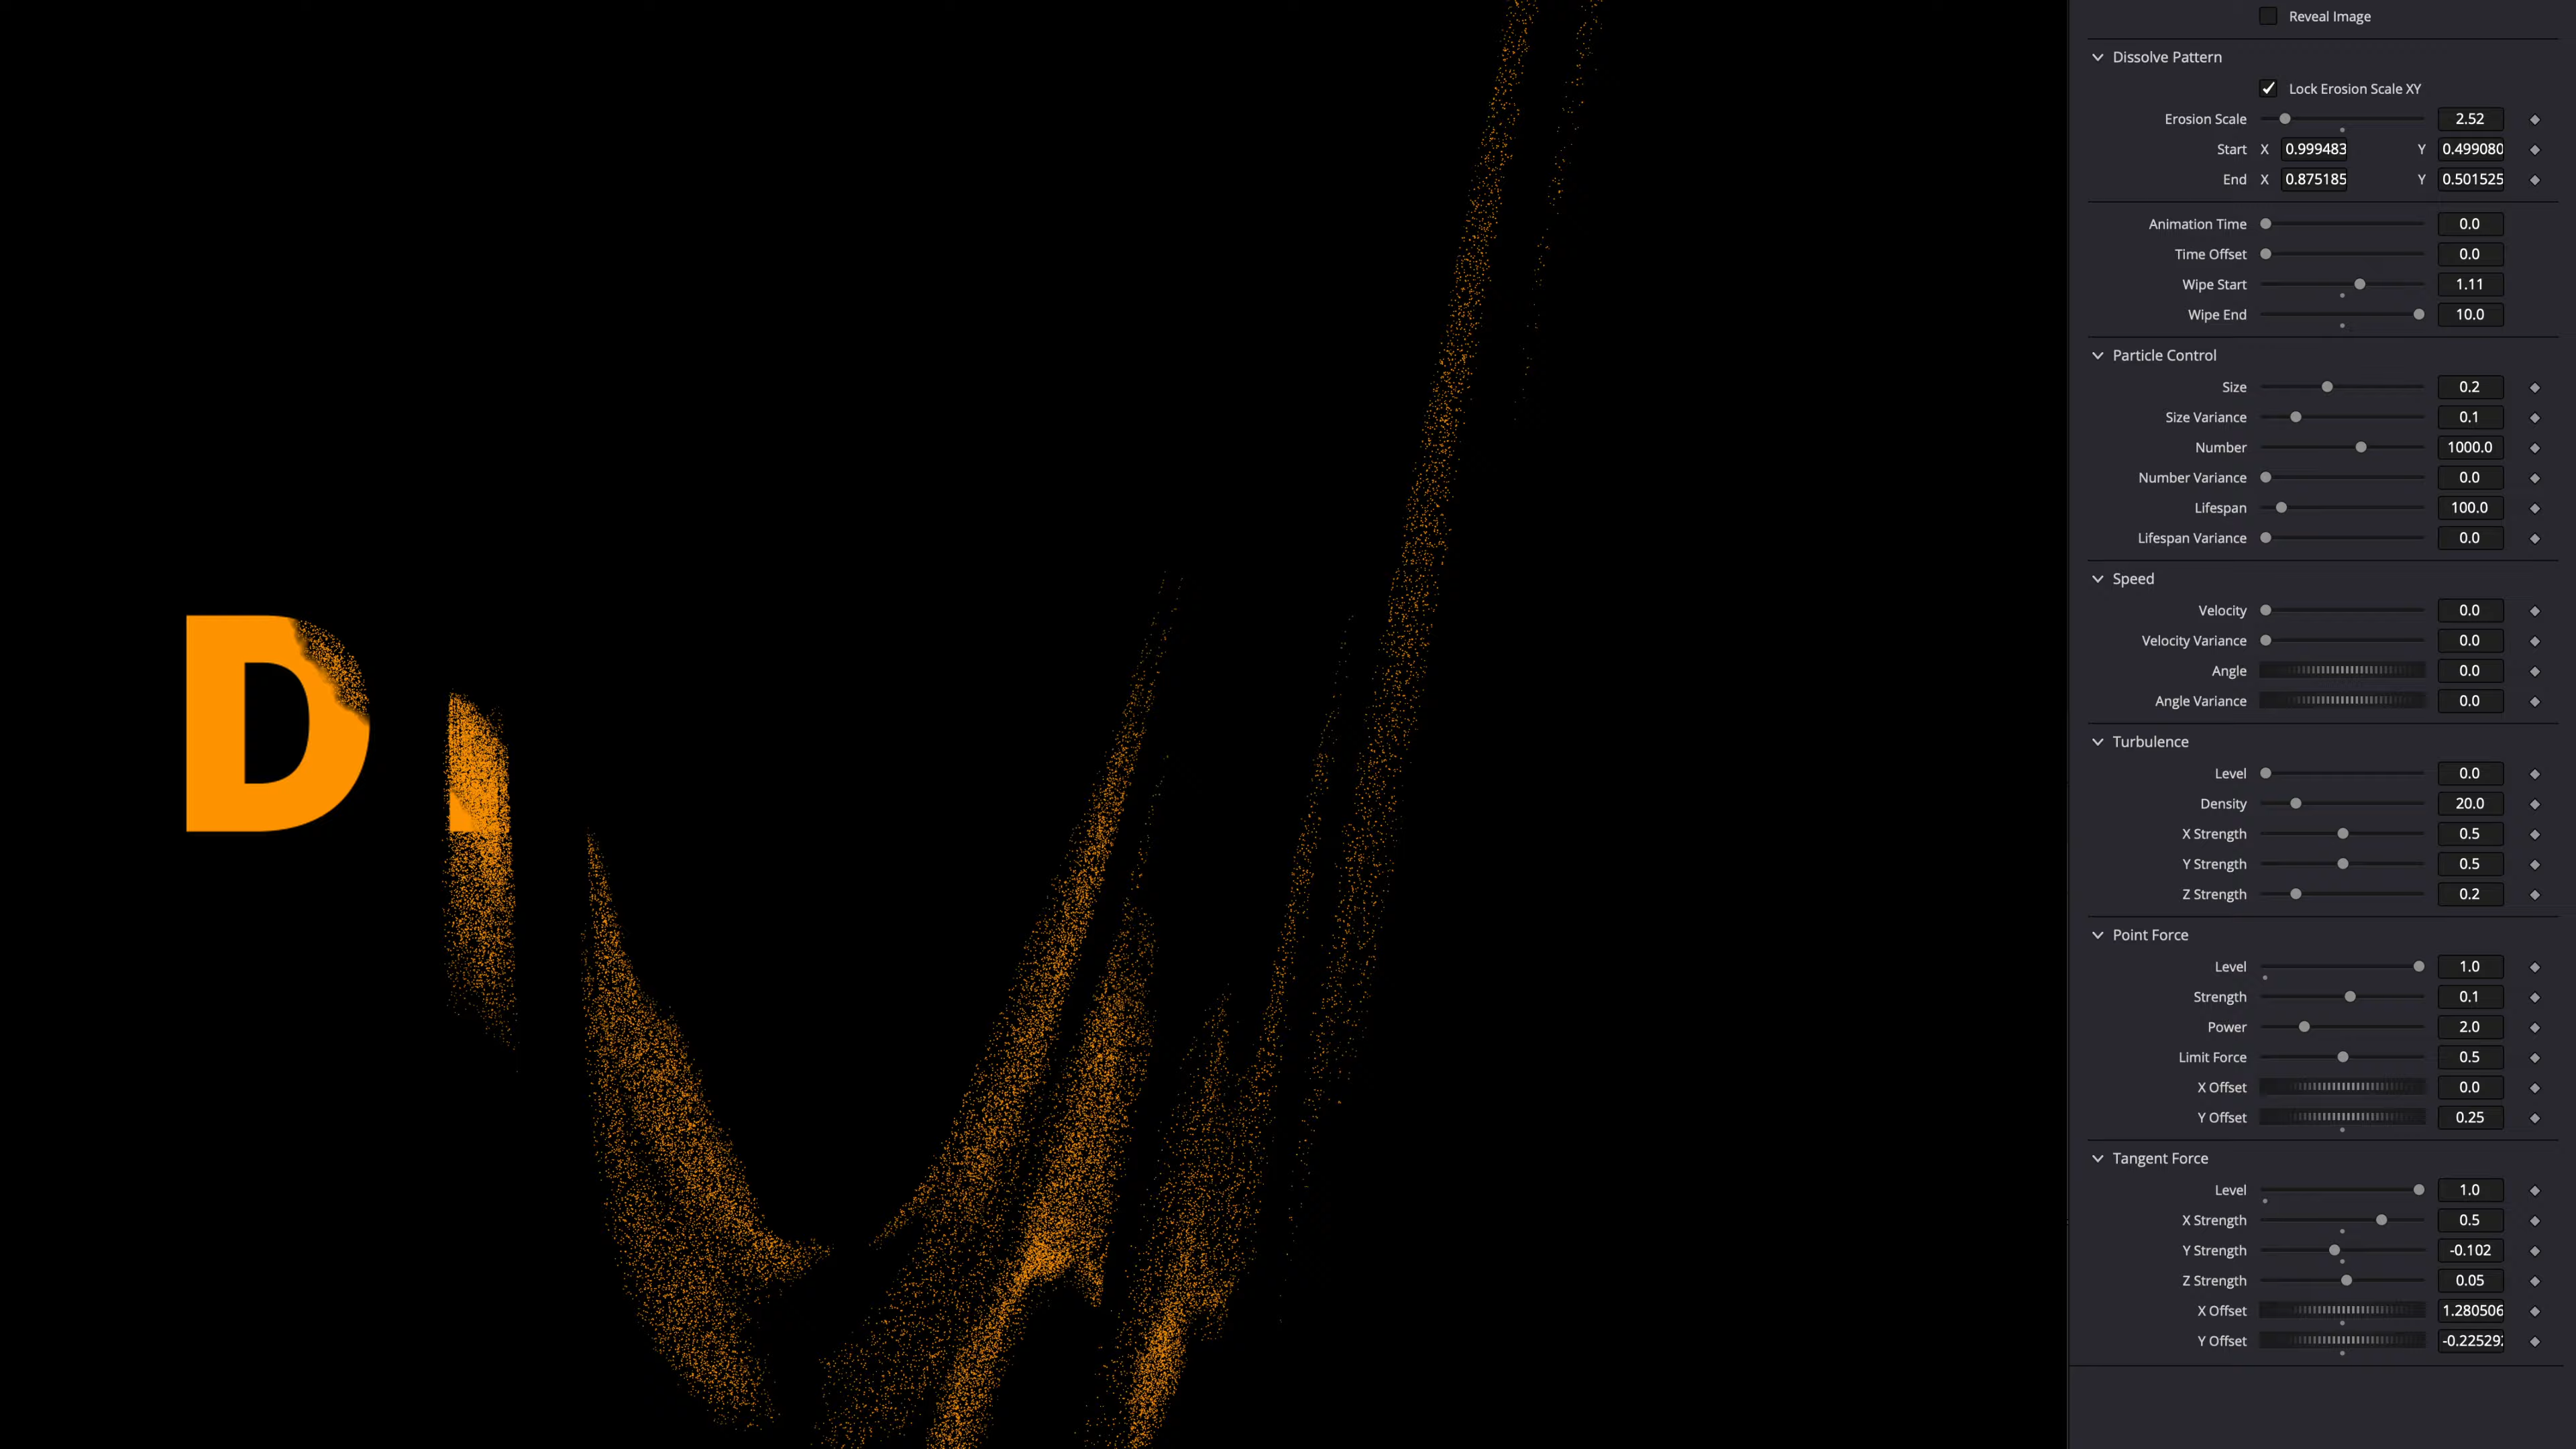 D
Reveal Image
Dissolve Pattern
Lock Erosion Scale XY
Erosion Scale 2.52
Start X 0.999483 Y 0.499080
End X 0.875185 Y 0.501525
Animation Time 0.0
Time Offset 0.0
Wipe Start 1.11
Wipe End 10.0
Particle Control
Size 0.2
Size Variance 0.1
Number 1000.0
Number Variance 0.0
Lifespan 100.0
Lifespan Variance 0.0
Speed
Velocity 0.0
Velocity Variance 0.0
Angle 0.0
Angle Variance 0.0
Turbulence
Level 0.0
Density 20.0
X Strength 0.5
Y Strength 0.5
Z Strength 0.2
Point Force
Level 1.0
Strength 0.1
Power 2.0
Limit Force 0.5
X Offset 0.0
Y Offset 0.25
Tangent Force
Level 1.0
X Strength 0.5
Y Strength -0.102
Z Strength 0.05
X Offset 1.280506
Y Offset -0.22529